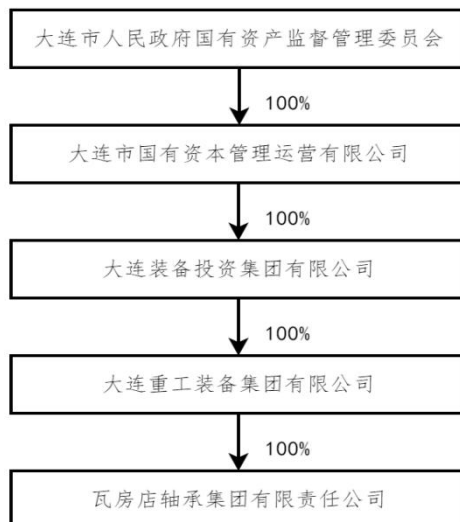 大连市人民政府国有资产监督管理委员会
100%
大连市国有资本管理运营有限公司
100%
大连装备投资集团有限公司
100%
大连重工装备集团有限公司
100%
瓦房店轴承集团有限责任公司